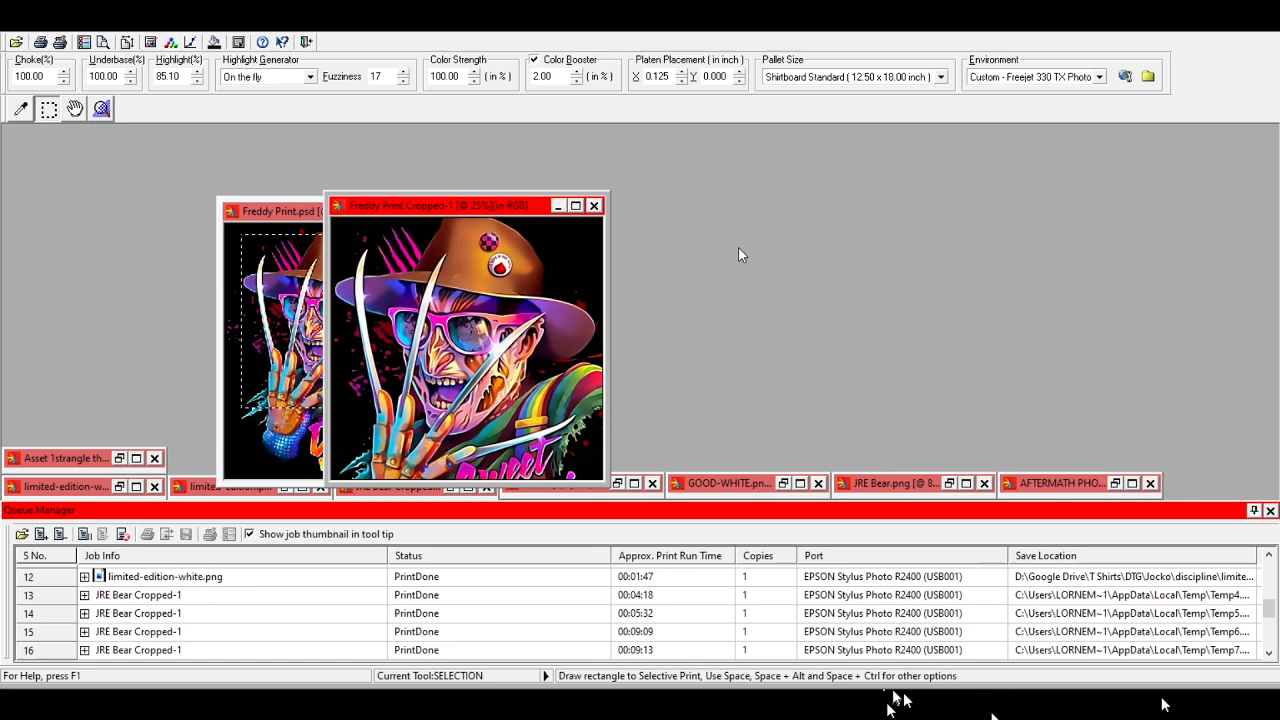 Choke(%) Underbase(%) Highlight(%) Highlight Generator Color Strength Color Booster Platen Placement ( in inch) Pallet Size Environment
100.00 100.00 85.10 On the fly Fuzziness 17 100.00 ( in %) 2.00 ( in %) X 0.125 Y 0.000 Shirtboard Standard ( 12.50 x 18.00 inch ) Custom - Freejet 330 TX Photo
Freddy Print.psd [
Freddy Print Cropped-1 [@ 25%](in RGB)
Sweet
Asset 1strangle th...
limited-edition-w...
GOOD-WHITE.pn...
JRE Bear.png [@ 8...
AFTERMATH PHO...
Queue Manager
Show job thumbnail in tool tip
S No. Job Info Status Approx. Print Run Time Copies Port Save Location
12 limited-edition-white.png PrintDone 00:01:47 1 EPSON Stylus Photo R2400 (USB001) D:\Google Drive\T Shirts\DTG\Jocko\discipline\limite...
13 JRE Bear Cropped-1 PrintDone 00:04:18 1 EPSON Stylus Photo R2400 (USB001) C:\Users\LORNEM~1\AppData\Local\Temp\Temp4....
14 JRE Bear Cropped-1 PrintDone 00:05:32 1 EPSON Stylus Photo R2400 (USB001) C:\Users\LORNEM~1\AppData\Local\Temp\Temp5....
15 JRE Bear Cropped-1 PrintDone 00:09:09 1 EPSON Stylus Photo R2400 (USB001) C:\Users\LORNEM~1\AppData\Local\Temp\Temp6....
16 JRE Bear Cropped-1 PrintDone 00:09:13 1 EPSON Stylus Photo R2400 (USB001) C:\Users\LORNEM~1\AppData\Local\Temp\Temp7....
For Help, press F1 Current Tool:SELECTION Draw rectangle to Selective Print, Use Space, Space + Alt and Space + Ctrl for other options